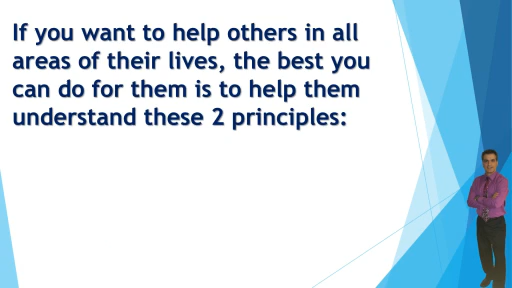 If you want to help others in all
areas of their lives, the best you
can do for them is to help them
understand these 2 principles: